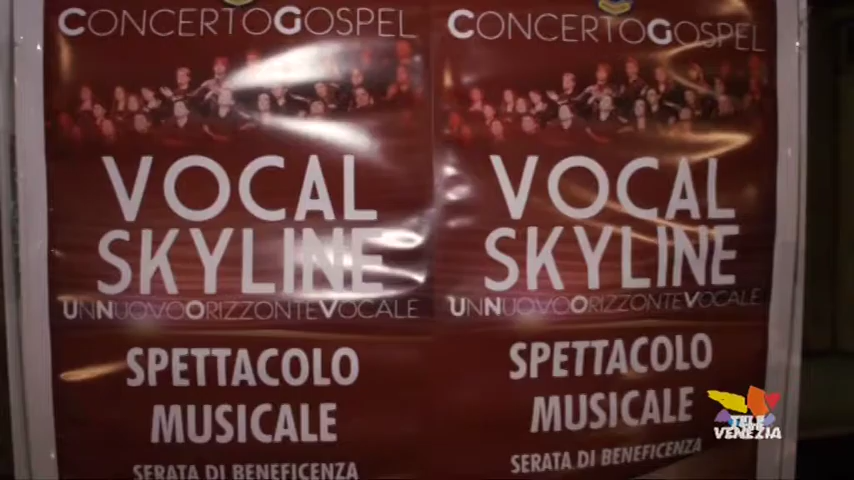 CONCERTOGOSPEL
VOCAL
SKYLINE
UNNUOVOORIZZONTEVOCALE
SPETTACOLO
MUSICALE
SERATA DI BENEFICENZA
CONCERTOGOSPEL
VOCAL
SKYLINE
UNNUOVOORIZZONTEVOCALE
SPETTACOLO
MUSICALE
SERATA DI BENEFICENZA
TELE
VENEZIA